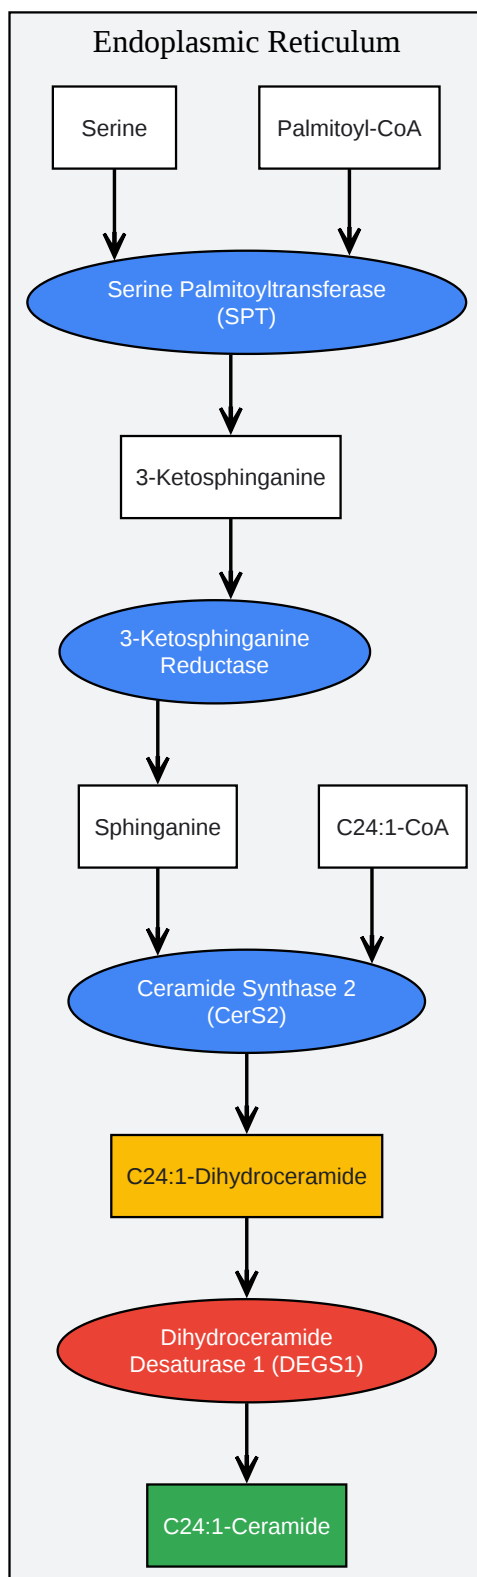 Endoplasmic Reticulum
Serine
Palmitoyl-CoA
Serine Palmitoyltransferase
(SPT)
3-Ketosphinganine
3-Ketosphinganine
Reductase
Sphinganine
C24:1-CoA
Ceramide Synthase 2
(CerS2)
C24:1-Dihydroceramide
Dihydroceramide
Desaturase 1 (DEGS1)
C24:1-Ceramide